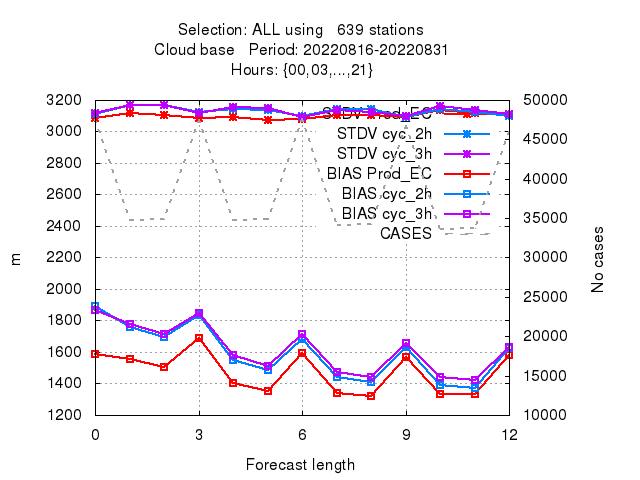 Selection: ALL using   639 stations
Cloud base   Period: 20220816-20220831
Hours: {00,03,...,21}
3200
3000
2800
2600
2400
2200
2000
1800
1600
1400
1200
m
50000
45000
40000
35000
30000
25000
20000
15000
10000
No cases
STDV Prod_EC
STDV cyc_2h
STDV cyc_3h
BIAS Prod_EC
BIAS cyc_2h
BIAS cyc_3h
CASES
0 3 6 9 12
Forecast length